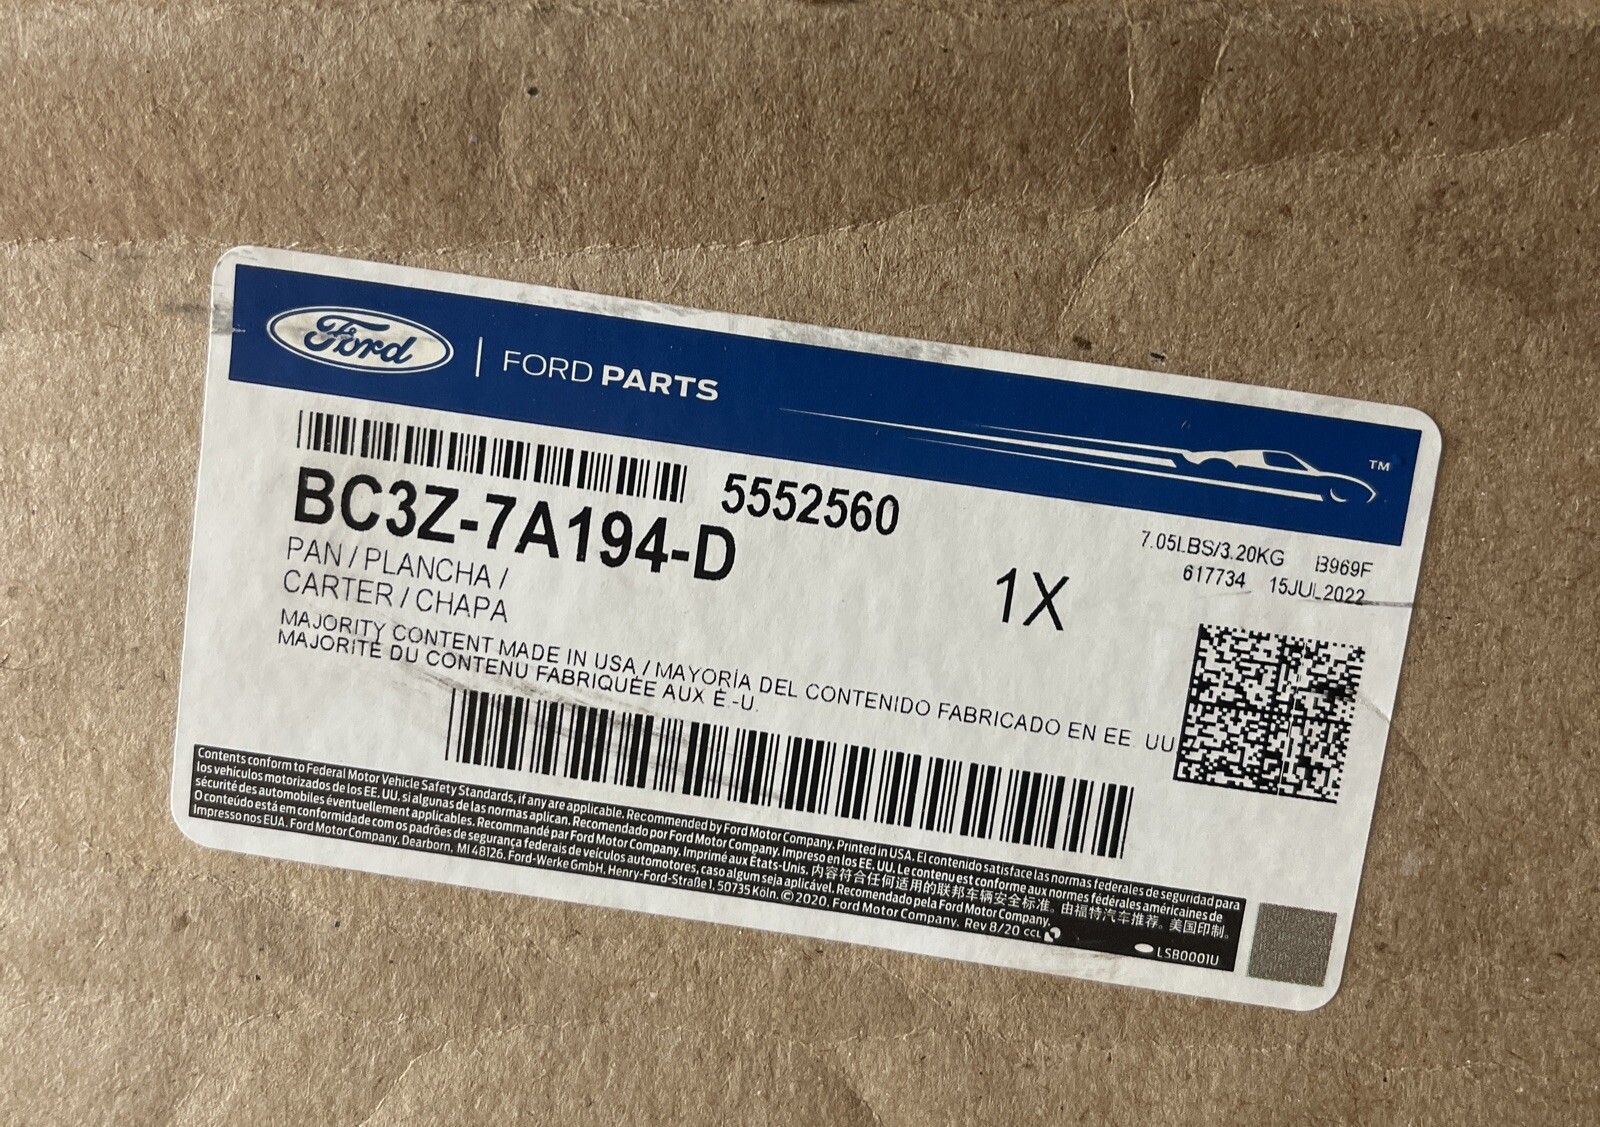 Ford | FORD PARTS
TM
BC3Z-7A194-D 5552560
PAN / PLANCHA /
CARTER / CHAPA
1X
7.05LBS/3.20KG B969F
617734 15JUL2022
MAJORITY CONTENT MADE IN USA / MAYORÍA DEL CONTENIDO FABRICADO EN EE. UU.
MAJORITÉ DU CONTENU FABRIQUÉE AUX É.-U.
Contents conform to Federal Motor Vehicle Safety Standards, if any are applicable. Recommended by Ford Motor Company. Printed in USA. El contenido satisface las normas federales de seguridad para
los vehículos motorizados de los EE. UU. si algunas de las normas aplican. Recomendado por Ford Motor Company. Impreso en los EE. UU. Le contenu est conforme aux normes fédérales américaines de
sécurité des automobiles éventuellement applicables. Recommandé par Ford Motor Company. Imprimé aux États-Unis. 内容符合任何适用的联邦车辆安全标准。由福特汽车推荐。美国印制。
O conteúdo está em conformidade com os padrões de segurança federais de veículos automotores, caso algum seja aplicável. Recomendado pela Ford Motor Company.
Impresso nos EUA. Ford Motor Company, Dearborn, MI 48126. Ford-Werke GmbH, Henry-Ford-Straße 1, 50735 Köln. © 2020, Ford Motor Company. Rev 8/20 CCL
LSB0001U